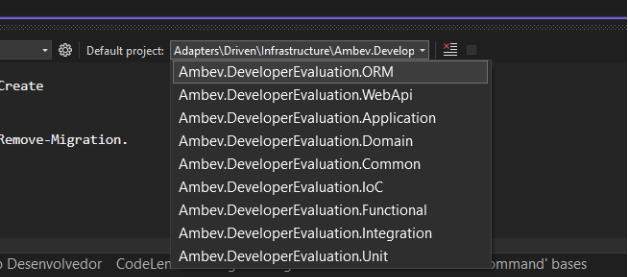 Default project: Adapters\Driven\Infrastructure\Ambev.Develop
Create
Remove-Migration.
Ambev.DeveloperEvaluation.ORM
Ambev.DeveloperEvaluation.WebApi
Ambev.DeveloperEvaluation.Application
Ambev.DeveloperEvaluation.Domain
Ambev.DeveloperEvaluation.Common
Ambev.DeveloperEvaluation.IoC
Ambev.DeveloperEvaluation.Functional
Ambev.DeveloperEvaluation.Integration
Ambev.DeveloperEvaluation.Unit
o Desenvolvedor CodeLen ommand' bases